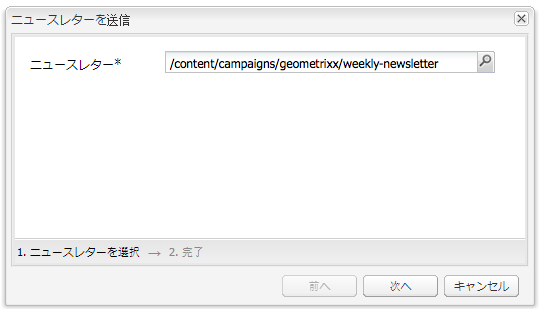 ニュースレターを送信
ニュースレター* /content/campaigns/geometrixx/weekly-newsletter
1. ニュースレターを選択 → 2. 完了
前へ 次へ キャンセル